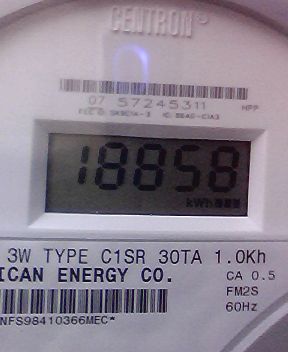 CENTRON®
07 57245311 HPP
18858
kWh
3W TYPE C1SR 30TA 1.0Kh
ICAN ENERGY CO. CA 0.5
FM2S
60Hz
NFS98410366MEC*